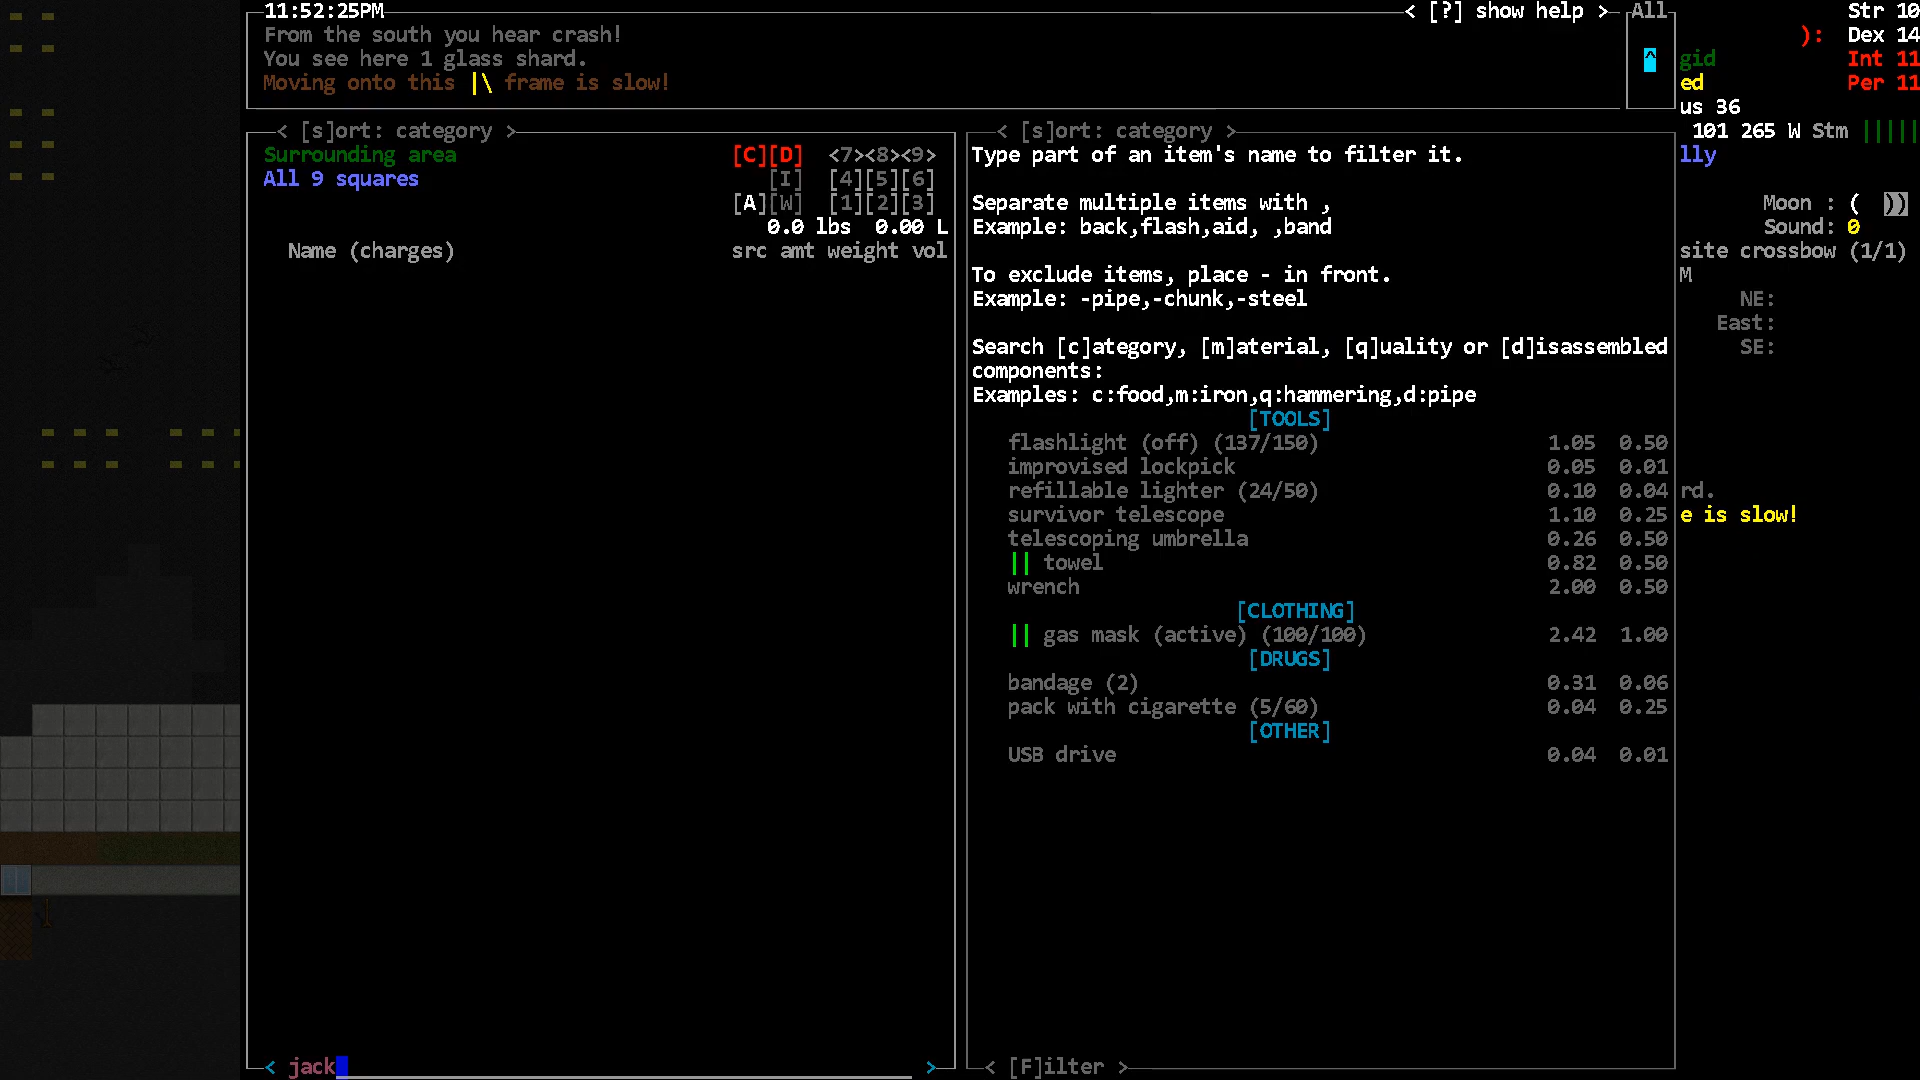 11:52:25PM
< [?] show help >
All
Str 10
From the south you hear crash!
): Dex 14
You see here 1 glass shard.
^
gid
Int 11
Moving onto this |\ frame is slow!
ed
Per 11
us 36
< [s]ort: category >
< [s]ort: category >
101 265 W Stm |||||
Surrounding area
[C][D] <7><8><9>
Type part of an item's name to filter it.
lly
All 9 squares
[I] [4][5][6]
[A][W] [1][2][3]
Separate multiple items with ,
Moon : ( ))
0.0 lbs 0.00 L
Example: back,flash,aid, ,band
Sound: 0
Name (charges)
src amt weight vol
site crossbow (1/1)
To exclude items, place - in front.
M
Example: -pipe,-chunk,-steel
NE:
East:
Search [c]ategory, [m]aterial, [q]uality or [d]isassembled
SE:
components:
Examples: c:food,m:iron,q:hammering,d:pipe
[TOOLS]
flashlight (off) (137/150) 1.05 0.50
improvised lockpick 0.05 0.01
refillable lighter (24/50) 0.10 0.04
rd.
survivor telescope 1.10 0.25
e is slow!
telescoping umbrella 0.26 0.50
|| towel 0.82 0.50
wrench 2.00 0.50
[CLOTHING]
|| gas mask (active) (100/100) 2.42 1.00
[DRUGS]
bandage (2) 0.31 0.06
pack with cigarette (5/60) 0.04 0.25
[OTHER]
USB drive 0.04 0.01
< jack >
< [F]ilter >